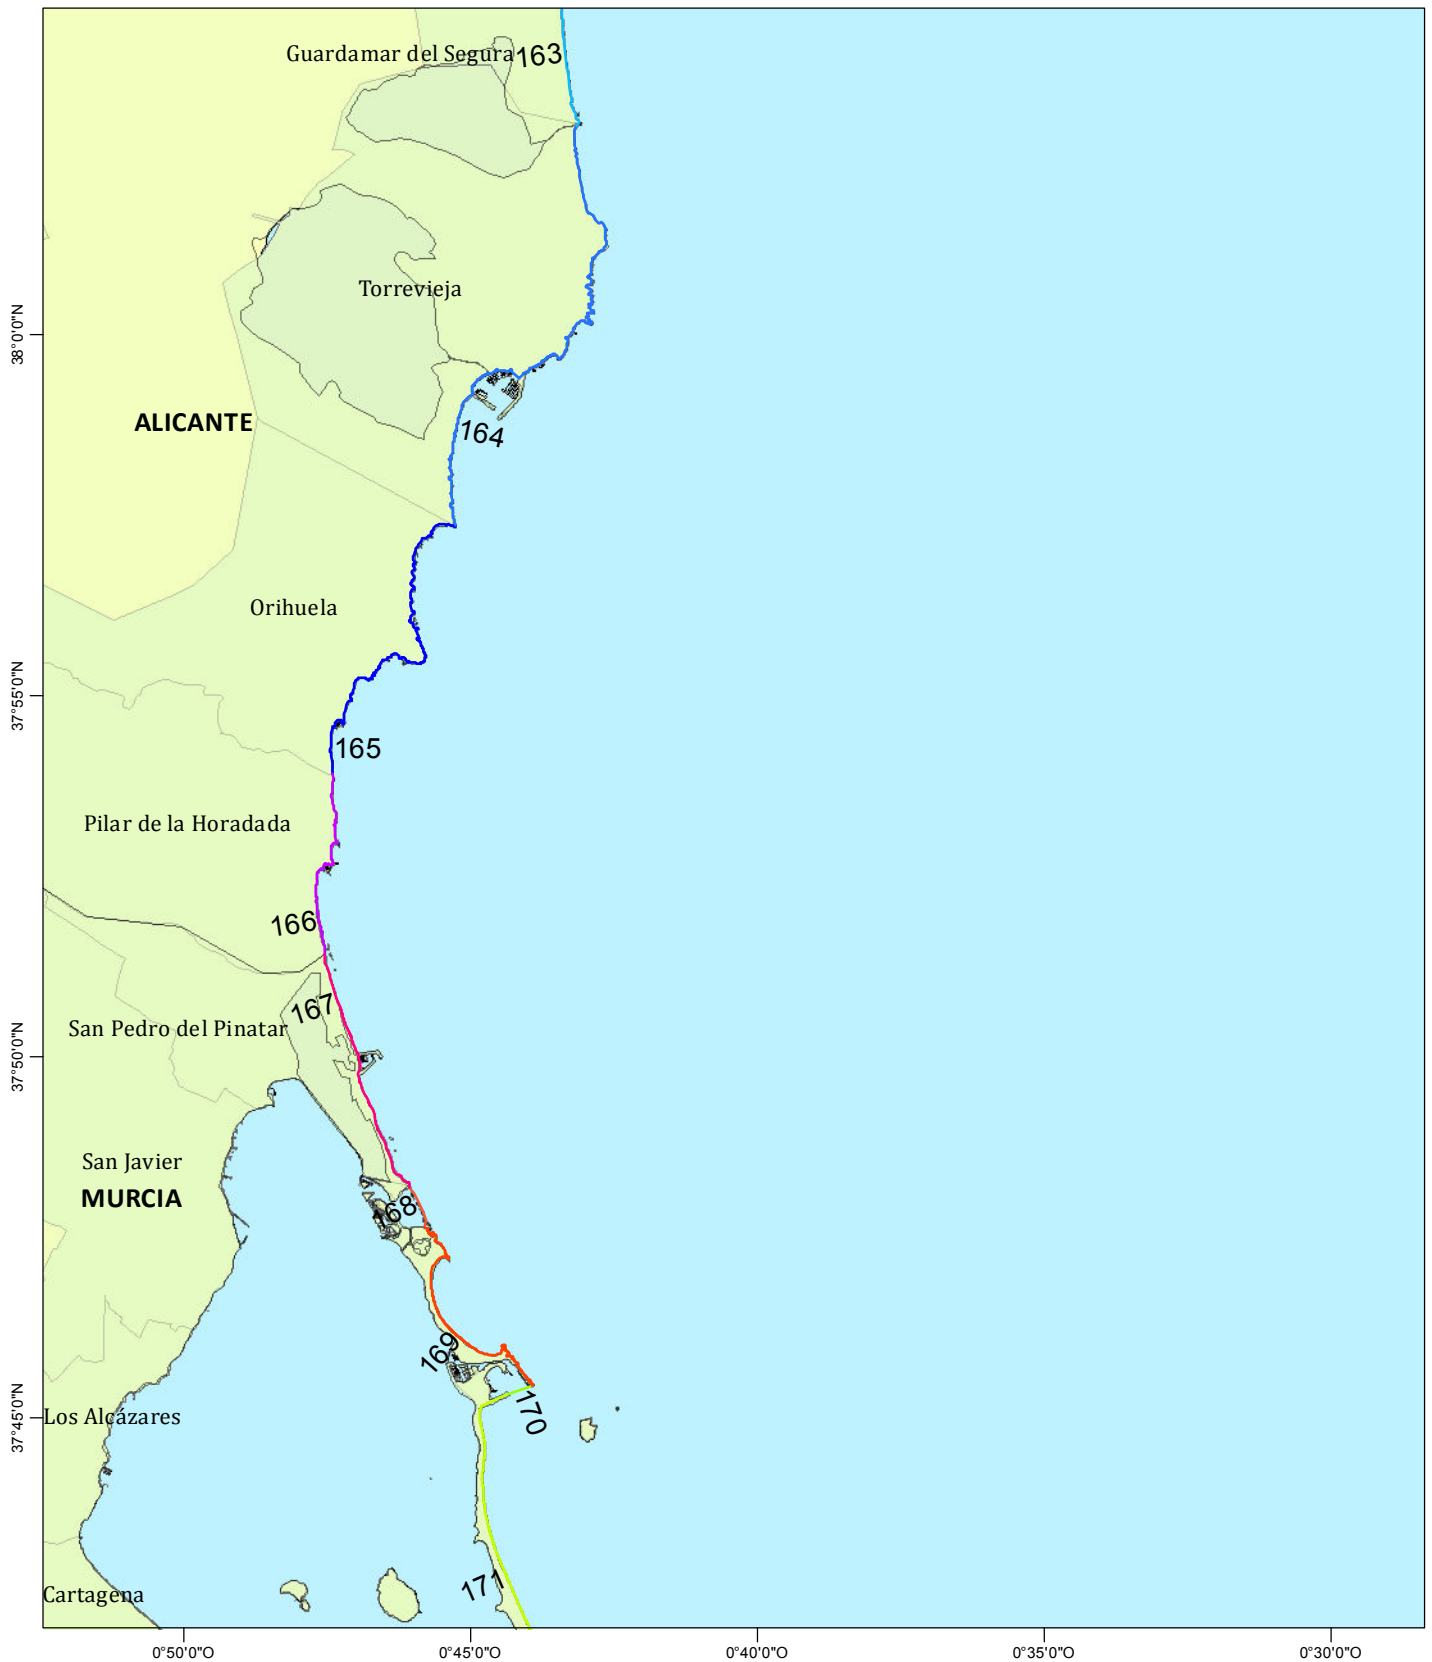 Guardamar del Segura
163
Torrevieja
38°0'0"N
ALICANTE
164
Orihuela
37°55'0"N
165
Pilar de la Horadada
166
167
San Pedro del Pinatar
37°50'0"N
San Javier
MURCIA
168
169
170
37°45'0"N
Los Alcázares
171
Cartagena
0°50'0"O
0°45'0"O
0°40'0"O
0°35'0"O
0°30'0"O